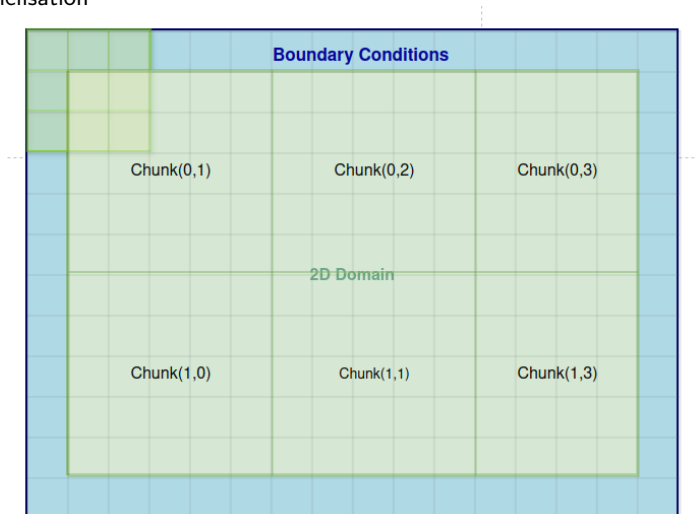 Boundary Conditions
Chunk(0,1) Chunk(0,2) Chunk(0,3)
2D Domain
Chunk(1,0) Chunk(1,1) Chunk(1,3)